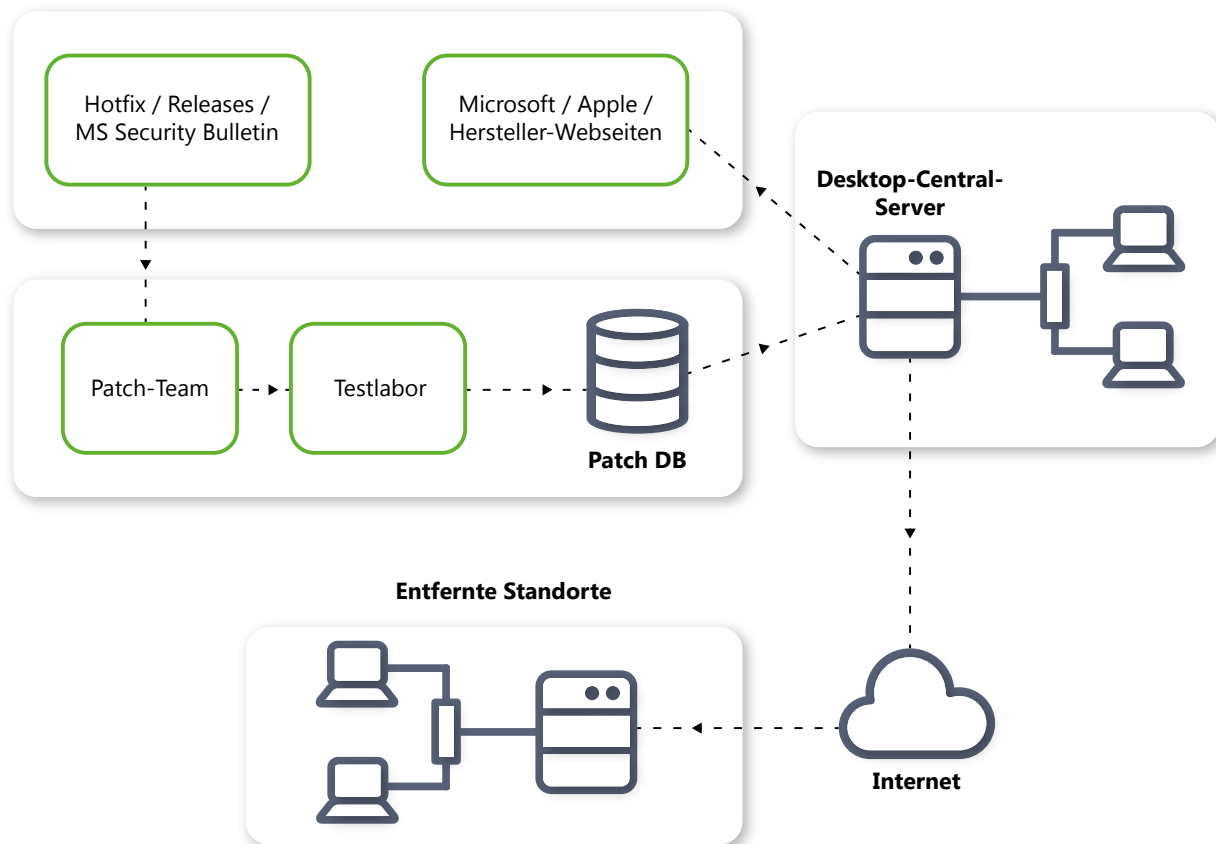 Hotfix / Releases /
MS Security Bulletin
Microsoft / Apple /
Hersteller-Webseiten
Desktop-Central-
Server
Patch-Team
Testlabor
Patch DB
Entfernte Standorte
Internet